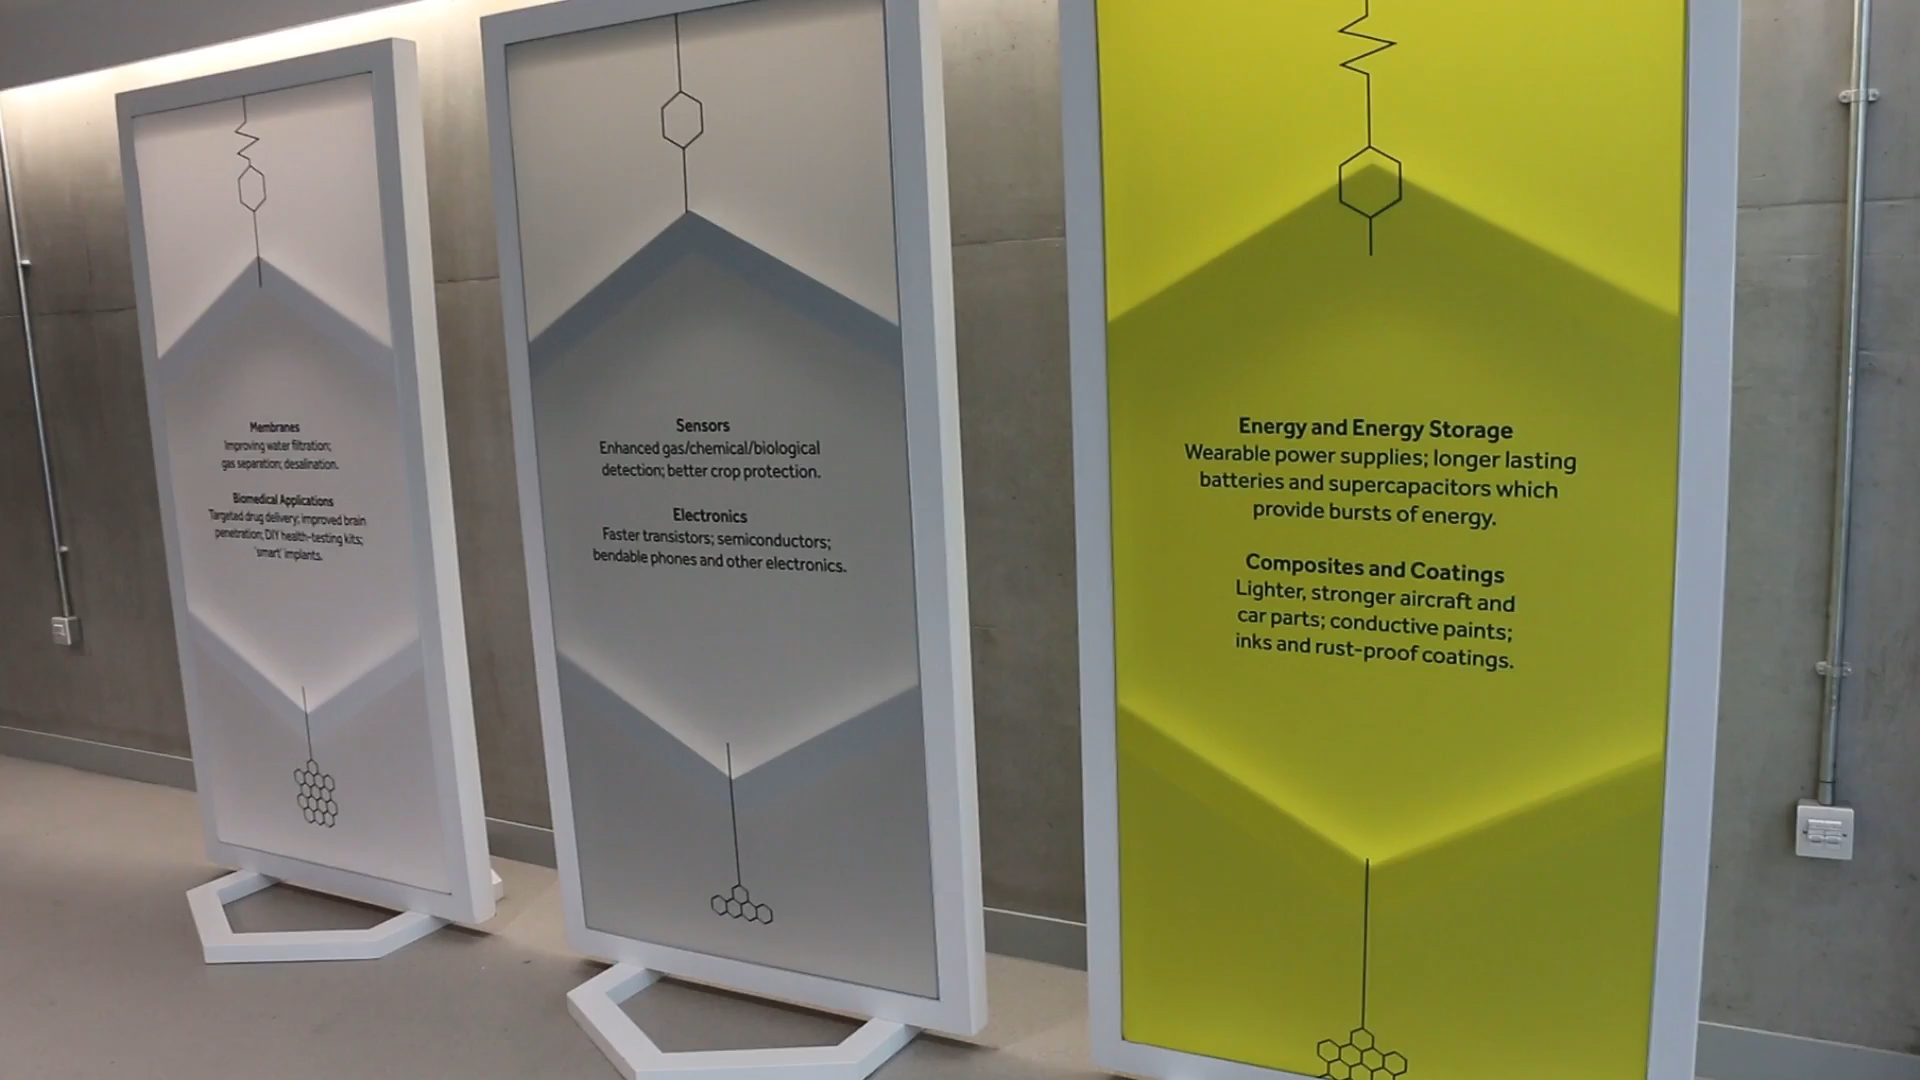 Membranes
Improving water filtration;
gas separation; desalination.
Biomedical Applications
Targeted drug delivery; improved brain
penetration; DIY health-testing kits;
'smart' implants.
Sensors
Enhanced gas/chemical/biological
detection; better crop protection.
Electronics
Faster transistors; semiconductors;
bendable phones and other electronics.
Energy and Energy Storage
Wearable power supplies; longer lasting
batteries and supercapacitors which
provide bursts of energy.
Composites and Coatings
Lighter, stronger aircraft and
car parts; conductive paints;
inks and rust-proof coatings.